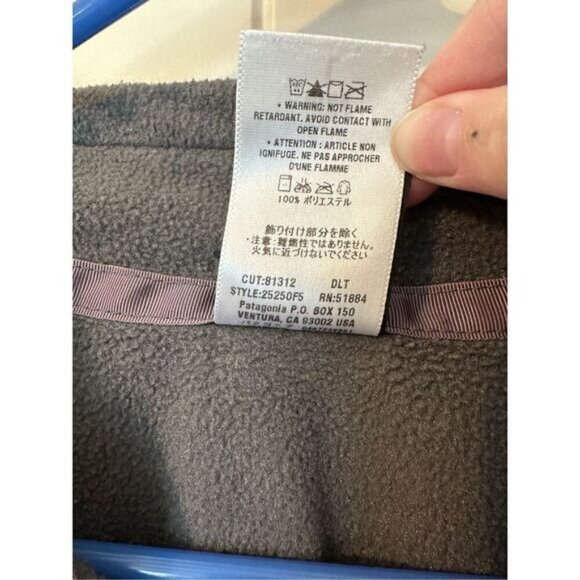 • WARNING: NOT FLAME
RETARDANT. AVOID CONTACT WITH
OPEN FLAME
• ATTENTION : ARTICLE NON
IGNIFUGE. NE PAS APPROCHER
D'UNE FLAMME
100% ポリエステル
飾り付け部分を除く
・注意：難燃性ではありません。
火気に近づけないでください
CUT:81312 DLT
STYLE:25250F5 RN:51884
Patagonia P.O. BOX 150
VENTURA, CA 93002 USA